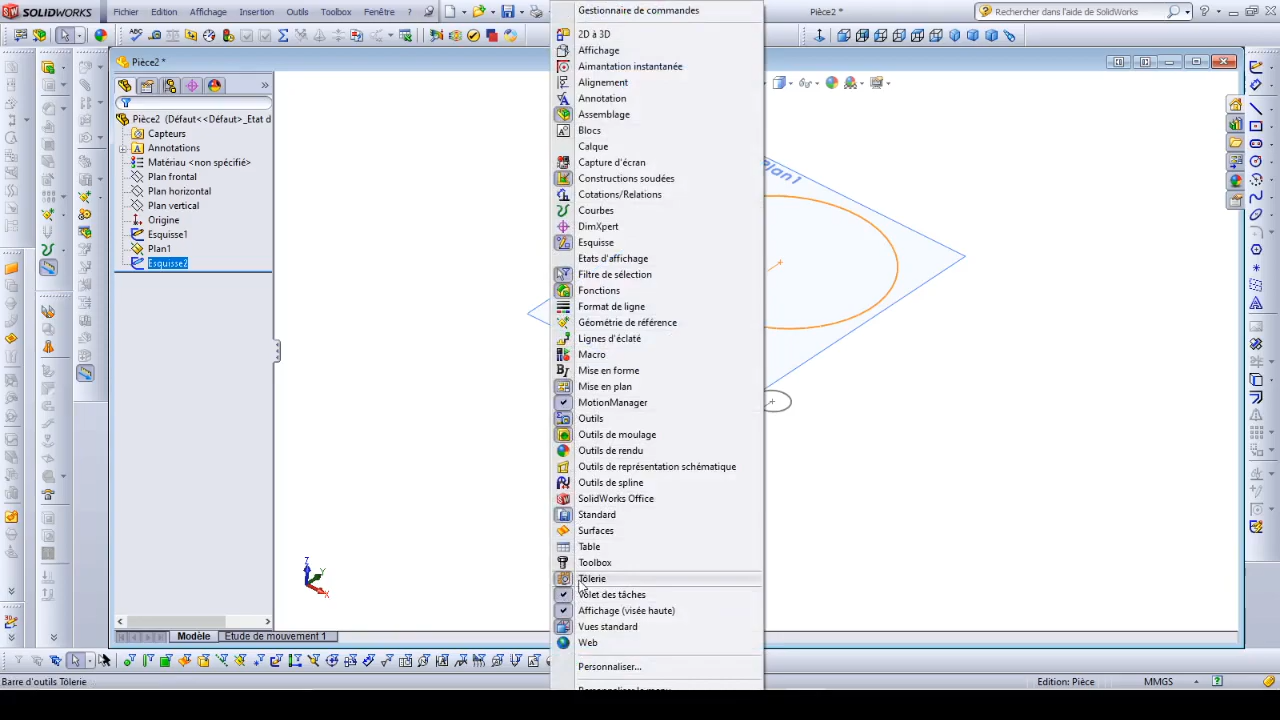 SOLIDWORKS
Fichier Edition Affichage Insertion Outils Toolbox Fenêtre ?
Pièce2 *
Rechercher dans l'aide de SolidWorks
Pièce2 *
Pièce2 (Défaut<<Défaut>_Etat d
Capteurs
Annotations
Matériau <non spécifié>
Plan frontal
Plan horizontal
Plan vertical
Origine
Esquisse1
Plan1
Esquisse2
Gestionnaire de commandes
2D à 3D
Affichage
Aimantation instantanée
Alignement
Annotation
Assemblage
Blocs
Calque
Capture d'écran
Constructions soudées
Cotations/Relations
Courbes
DimXpert
Esquisse
Etats d'affichage
Filtre de sélection
Fonctions
Format de ligne
Géométrie de référence
Lignes d'éclaté
Macro
Mise en forme
Mise en plan
MotionManager
Outils
Outils de moulage
Outils de rendu
Outils de représentation schématique
Outils de spline
SolidWorks Office
Standard
Surfaces
Table
Toolbox
Tôlerie
Volet des tâches
Affichage (visée haute)
Vues standard
Web
Personnaliser...
Plan1
Z
Y
X
Modèle
Etude de mouvement 1
Barre d'outils Tôlerie
Edition: Pièce
MMGS